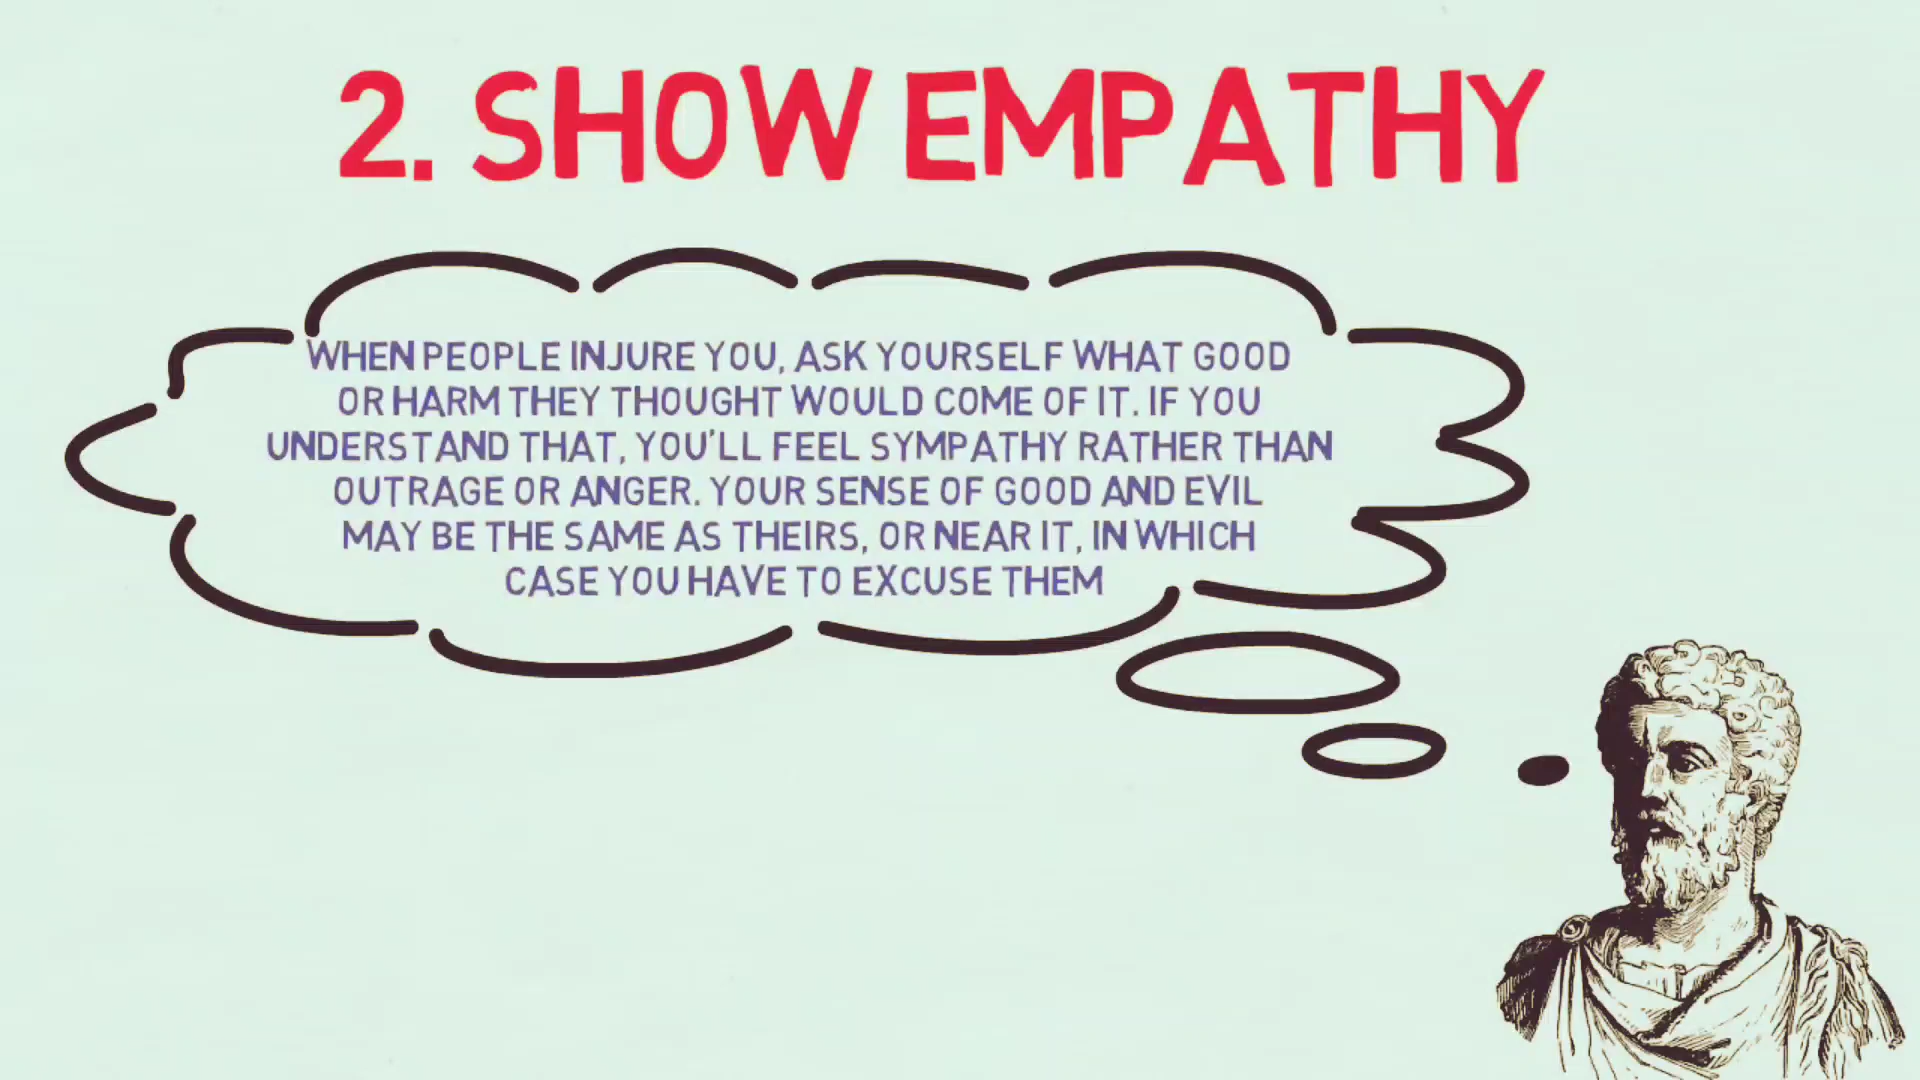 2. SHOW EMPATHY
WHEN PEOPLE INJURE YOU, ASK YOURSELF WHAT GOOD
OR HARM THEY THOUGHT WOULD COME OF IT. IF YOU
UNDERSTAND THAT, YOU'LL FEEL SYMPATHY RATHER THAN
OUTRAGE OR ANGER. YOUR SENSE OF GOOD AND EVIL
MAY BE THE SAME AS THEIRS, OR NEAR IT, IN WHICH
CASE YOU HAVE TO EXCUSE THEM